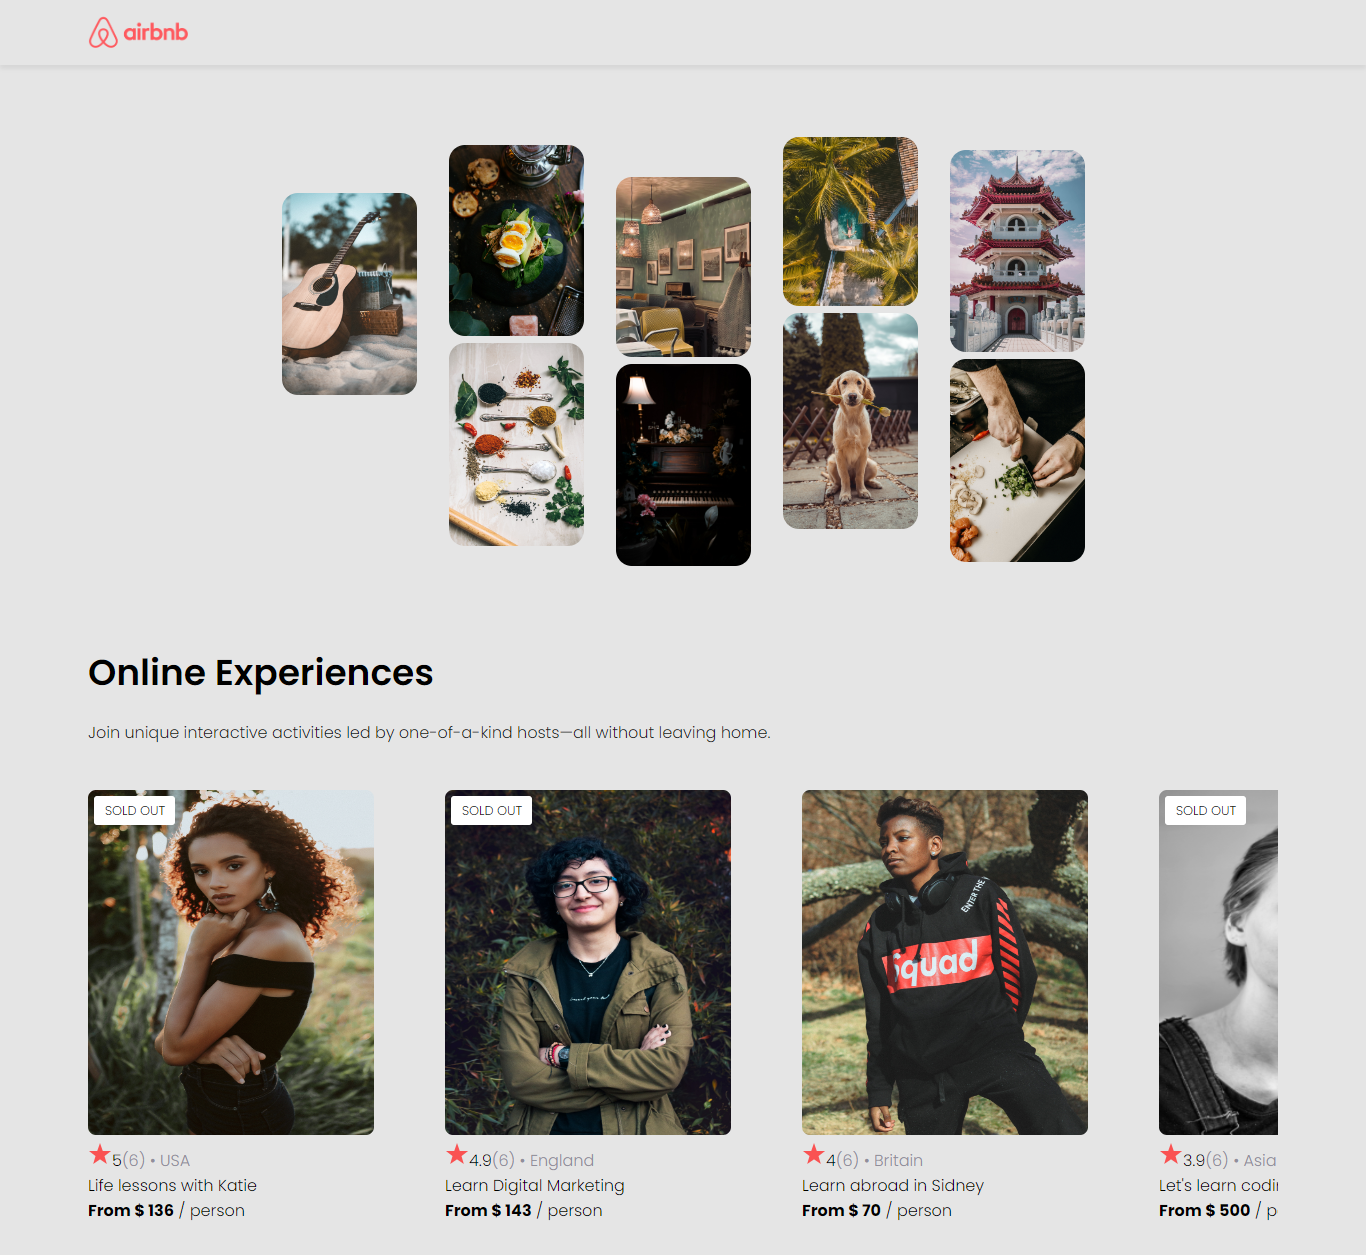 airbnb
Online Experiences
Join unique interactive activities led by one-of-a-kind hosts—all without leaving home.
SOLD OUT
SOLD OUT
SOLD OUT
ENTER THE
Squad
5(6) • USA
Life lessons with Katie
From $ 136 / person
4.9(6) • England
Learn Digital Marketing
From $ 143 / person
4(6) • Britain
Learn abroad in Sidney
From $ 70 / person
3.9(6) • Asia
Let's learn codin
From $ 500 / p